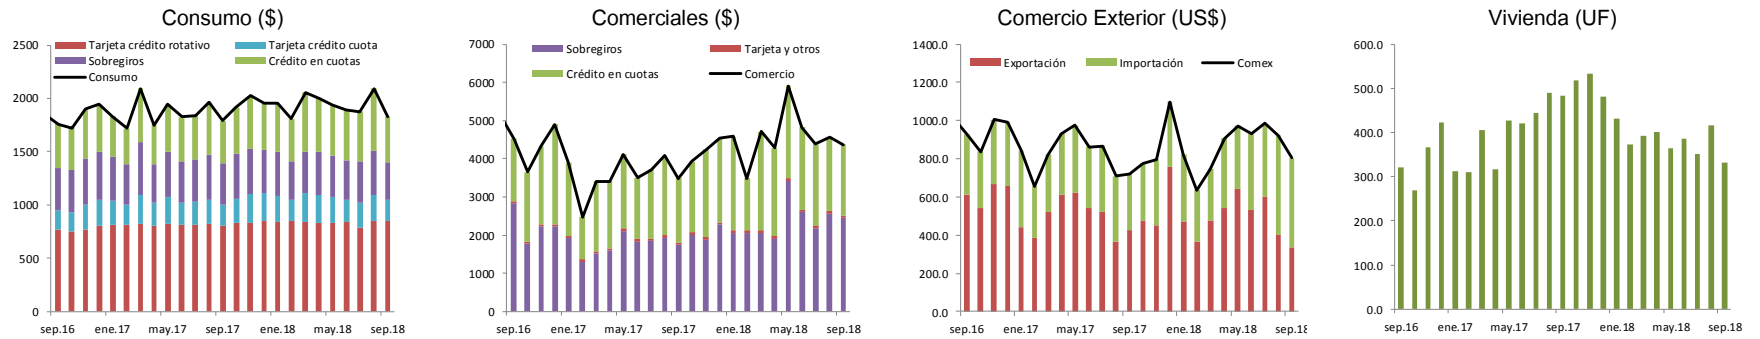 Consumo ($)
Tarjeta crédito rotativo
Tarjeta crédito cuota
Sobregiros
Crédito en cuotas
Consumo
2500
2000
1500
1000
500
0
sep.16 ene.17 may.17 sep.17 ene.18 may.18 sep.18
Comerciales ($)
Sobregiros
Tarjeta y otros
Crédito en cuotas
Comercio
7000
6000
5000
4000
3000
2000
1000
0
sep.16 ene.17 may.17 sep.17 ene.18 may.18 sep.18
Comercio Exterior (US$)
Exportación
Importación
Comex
1400.0
1200.0
1000.0
800.0
600.0
400.0
200.0
0.0
sep.16 ene.17 may.17 sep.17 ene.18 may.18 sep.18
Vivienda (UF)
600.0
500.0
400.0
300.0
200.0
100.0
0.0
sep.16 ene.17 may.17 sep.17 ene.18 may.18 sep.18